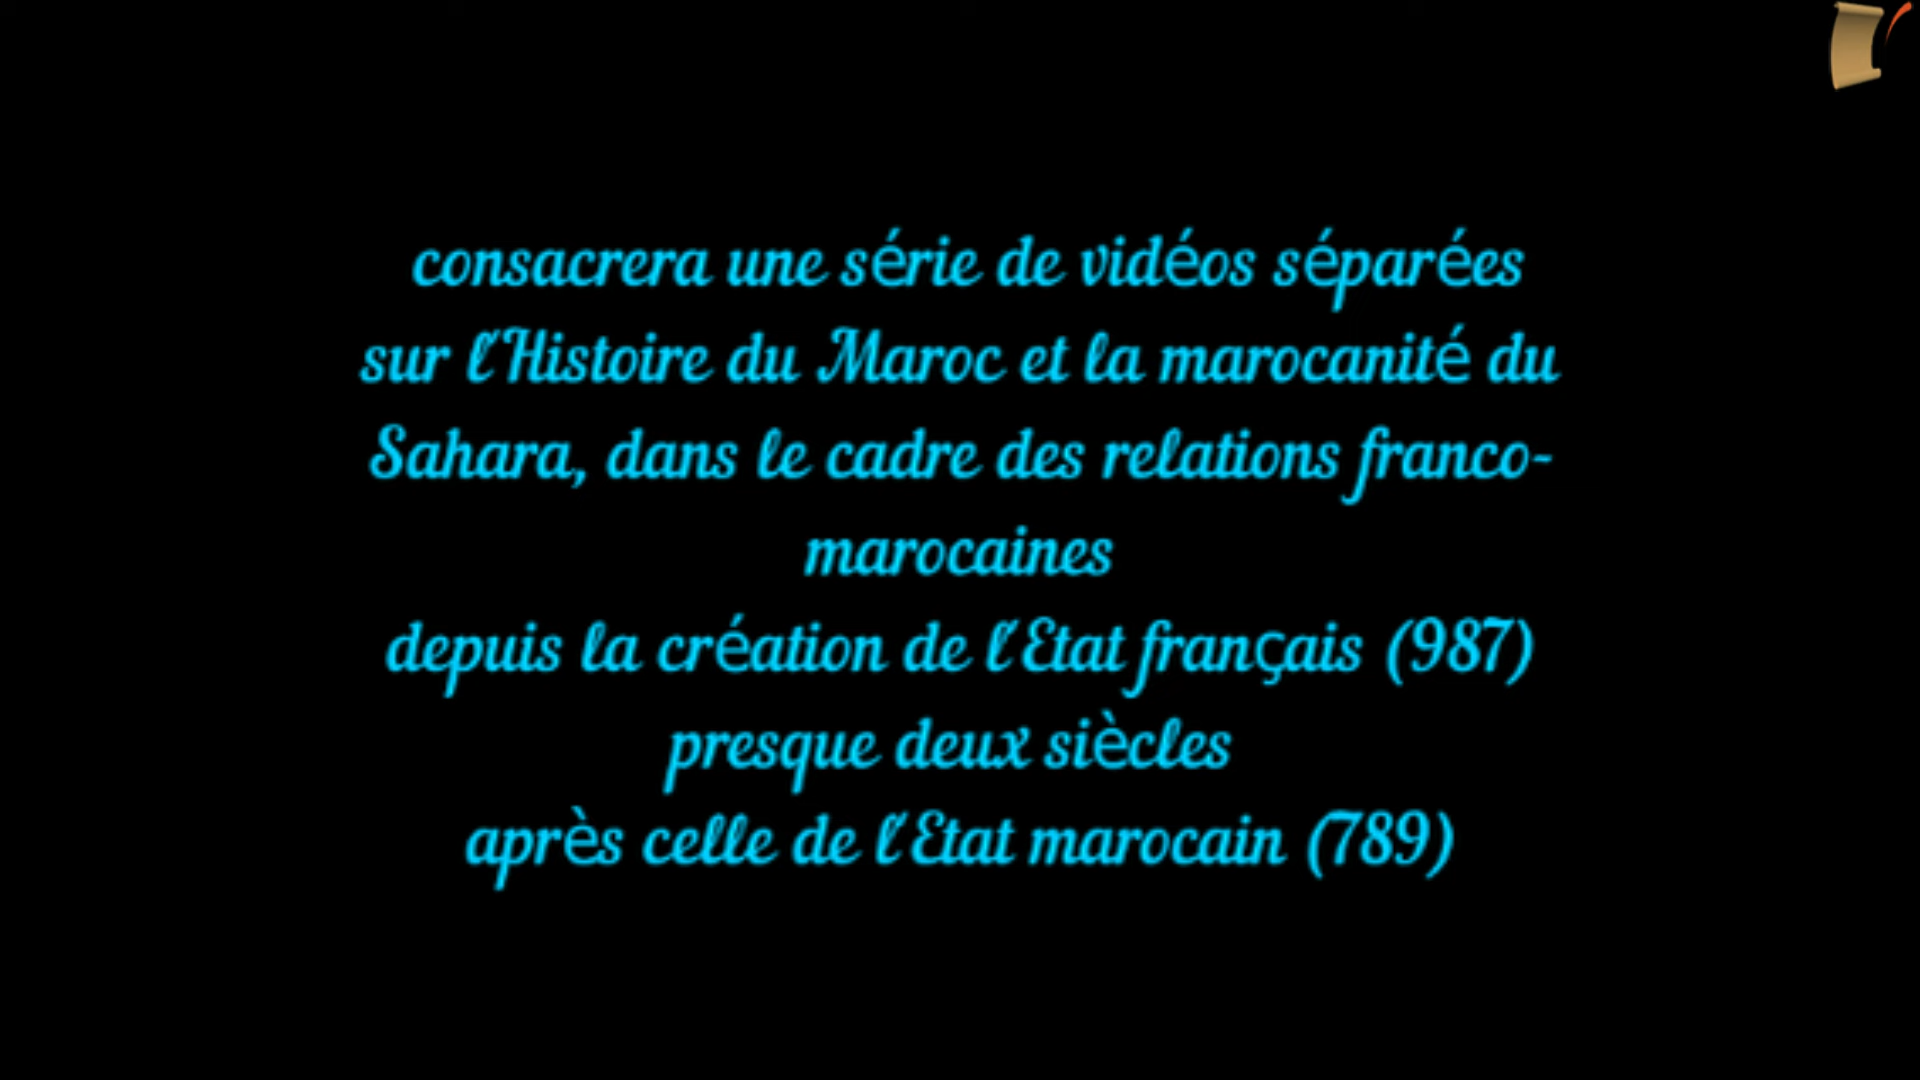 consacrera une série de vidéos séparées
sur l'Histoire du Maroc et la marocanité du
Sahara, dans le cadre des relations franco-
marocaines
depuis la création de l'Etat français (987)
presque deux siècles
après celle de l'Etat marocain (789)